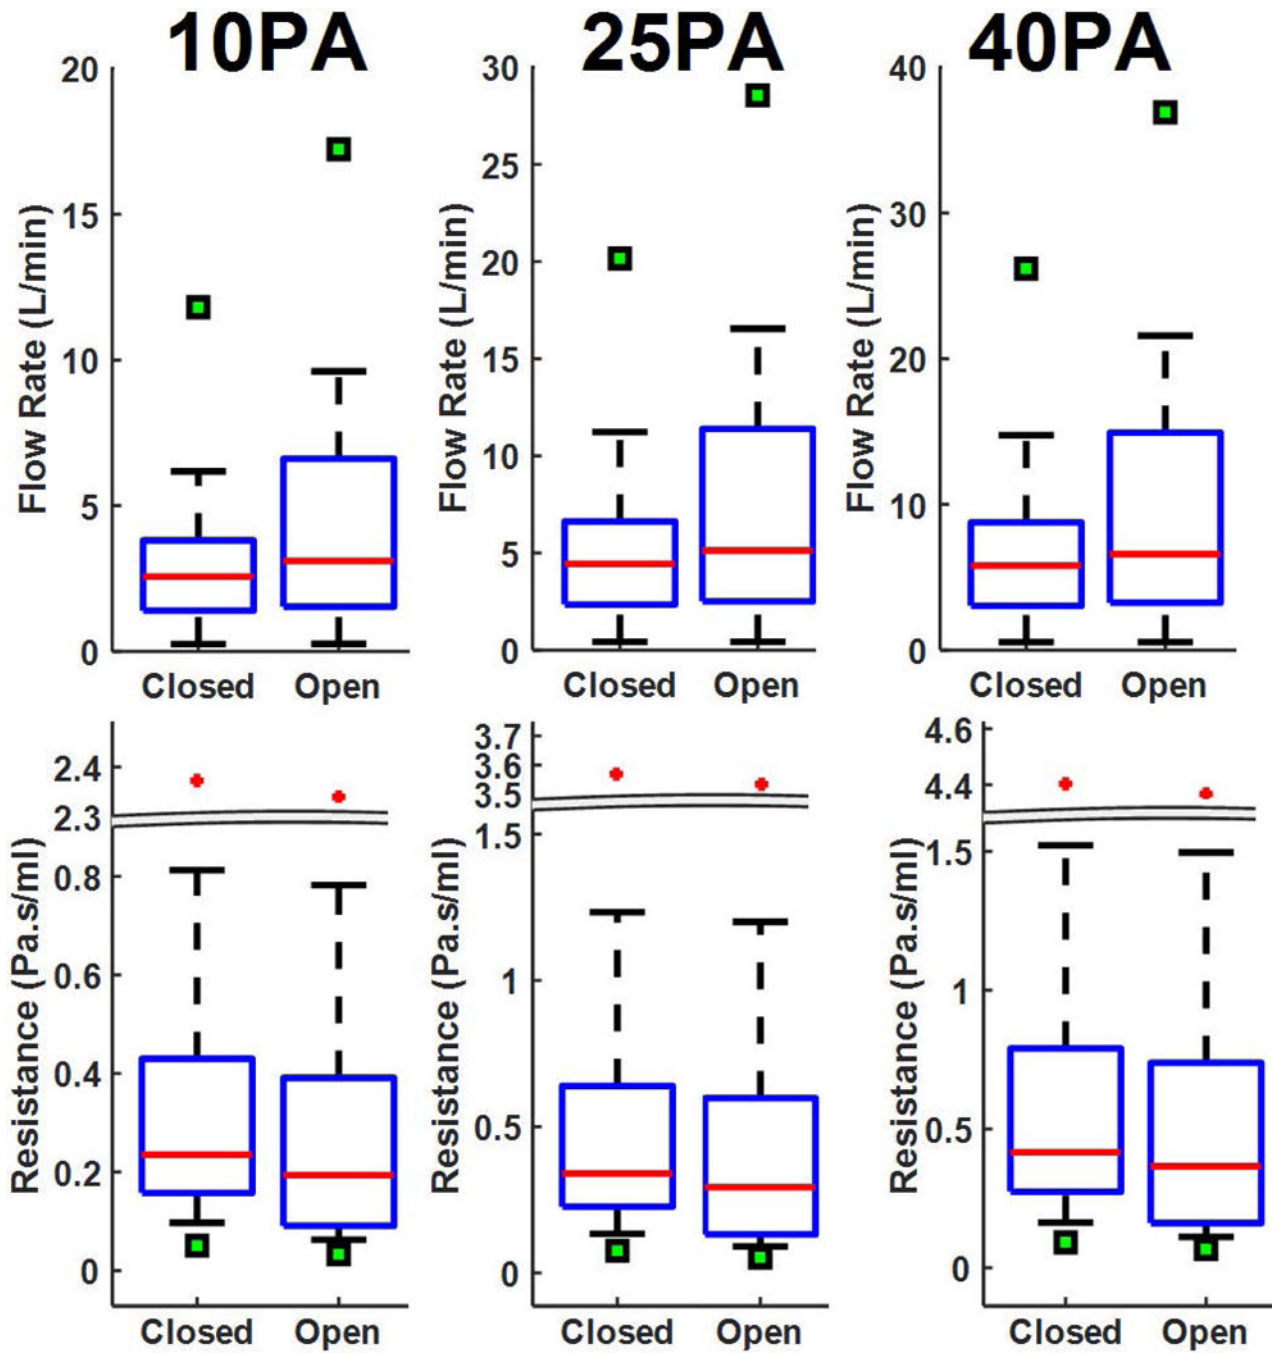 10PA
25PA
40PA
Flow Rate (L/min)
20
15
10
5
0
Closed Open
Flow Rate (L/min)
30
25
20
15
10
5
0
Closed Open
Flow Rate (L/min)
40
30
20
10
0
Closed Open
Resistance (Pa.s/ml)
2.4
2.3
0.8
0.6
0.4
0.2
0
Closed Open
Resistance (Pa.s/ml)
3.7
3.6
3.5
1.5
1
0.5
0
Closed Open
Resistance (Pa.s/ml)
4.6
4.4
1.5
1
0.5
0
Closed Open